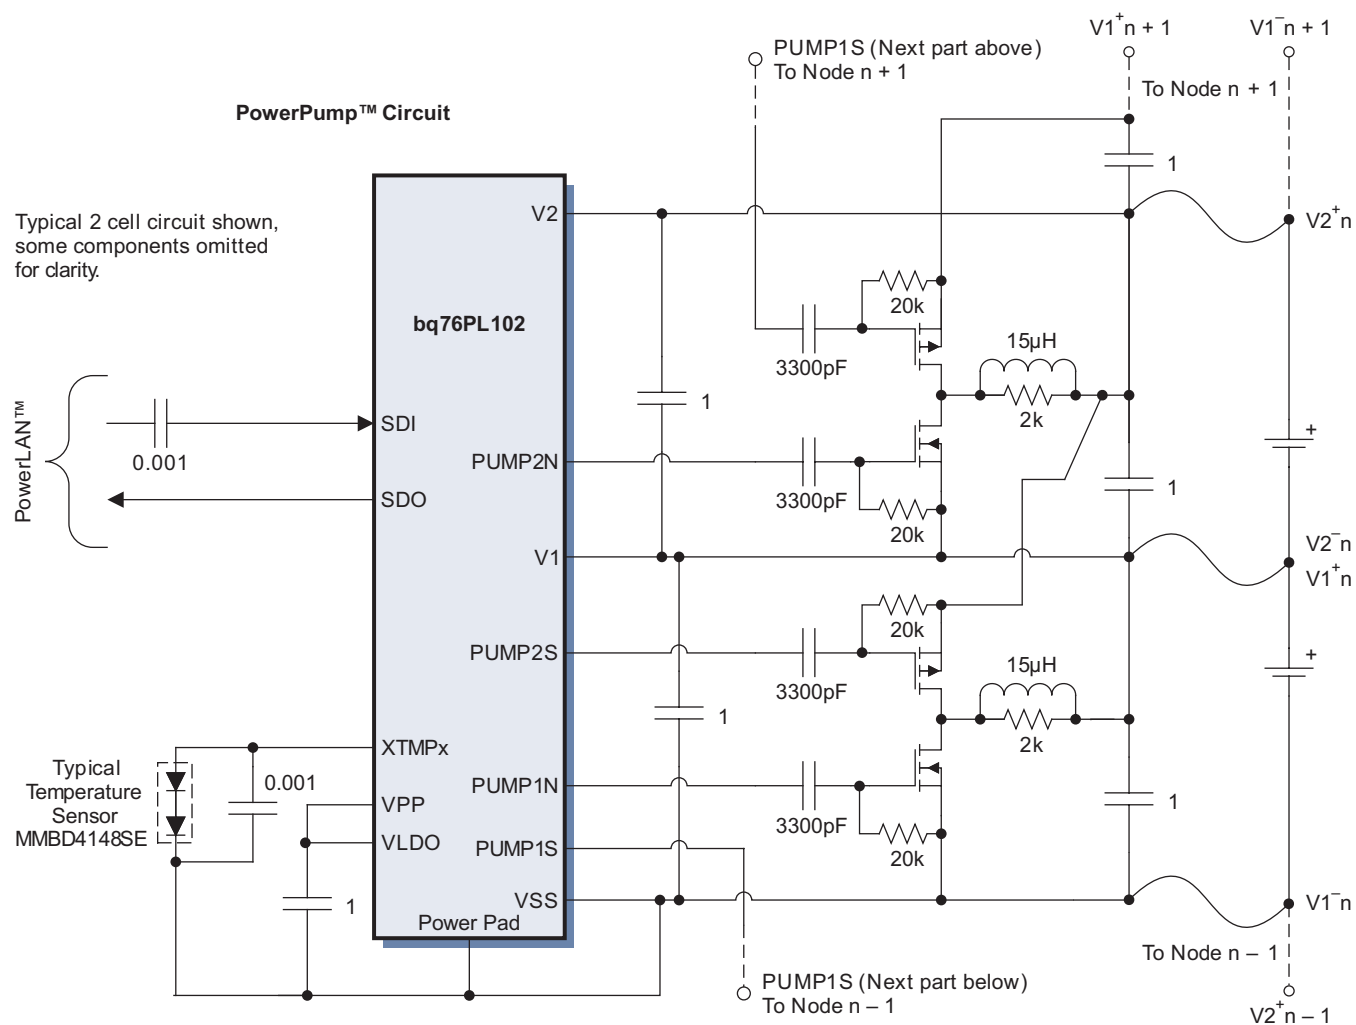 V1⁺n + 1
V1⁻n + 1
PUMP1S (Next part above)
To Node n + 1
To Node n + 1
PowerPump™ Circuit
1
V2
V2⁺n
Typical 2 cell circuit shown,
some components omitted
for clarity.
20k
bq76PL102
15µH
3300pF
PowerLAN™
1
2k
SDI
+
0.001
PUMP2N
1
3300pF
SDO
20k
V1
V2⁻n
V1⁺n
20k
PUMP2S
+
15µH
3300pF
1
2k
XTMPx
Typical
Temperature
Sensor
MMBD4148SE
0.001
PUMP1N
1
VPP
3300pF
VLDO
PUMP1S
20k
1
VSS
V1⁻n
Power Pad
To Node n – 1
PUMP1S (Next part below)
To Node n – 1
V2⁺n – 1